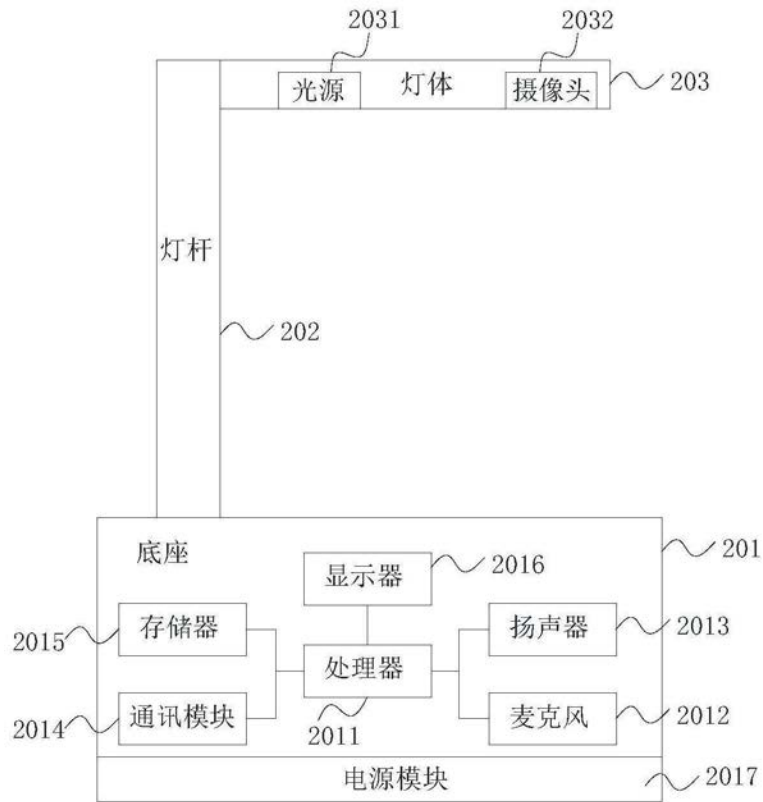 2031
2032
光源
灯体
摄像头
203
灯杆
202
底座
201
显示器
2016
2015
存储器
扬声器
2013
处理器
2014
通讯模块
2011
麦克风
2012
电源模块
2017